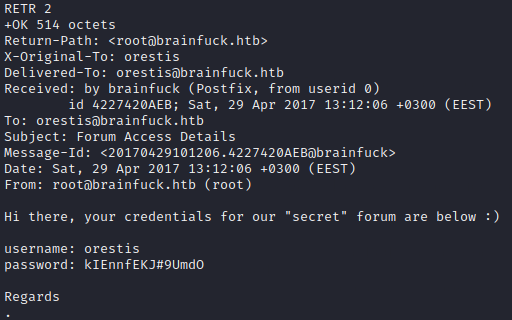 RETR 2
+OK 514 octets
Return-Path: <root@brainfuck.htb>
X-Original-To: orestis
Delivered-To: orestis@brainfuck.htb
Received: by brainfuck (Postfix, from userid 0)
        id 4227420AEB; Sat, 29 Apr 2017 13:12:06 +0300 (EEST)
To: orestis@brainfuck.htb
Subject: Forum Access Details
Message-Id: <20170429101206.4227420AEB@brainfuck>
Date: Sat, 29 Apr 2017 13:12:06 +0300 (EEST)
From: root@brainfuck.htb (root)

Hi there, your credentials for our "secret" forum are below :)

username: orestis
password: kIEnnfEKJ#9UmdO

Regards
.